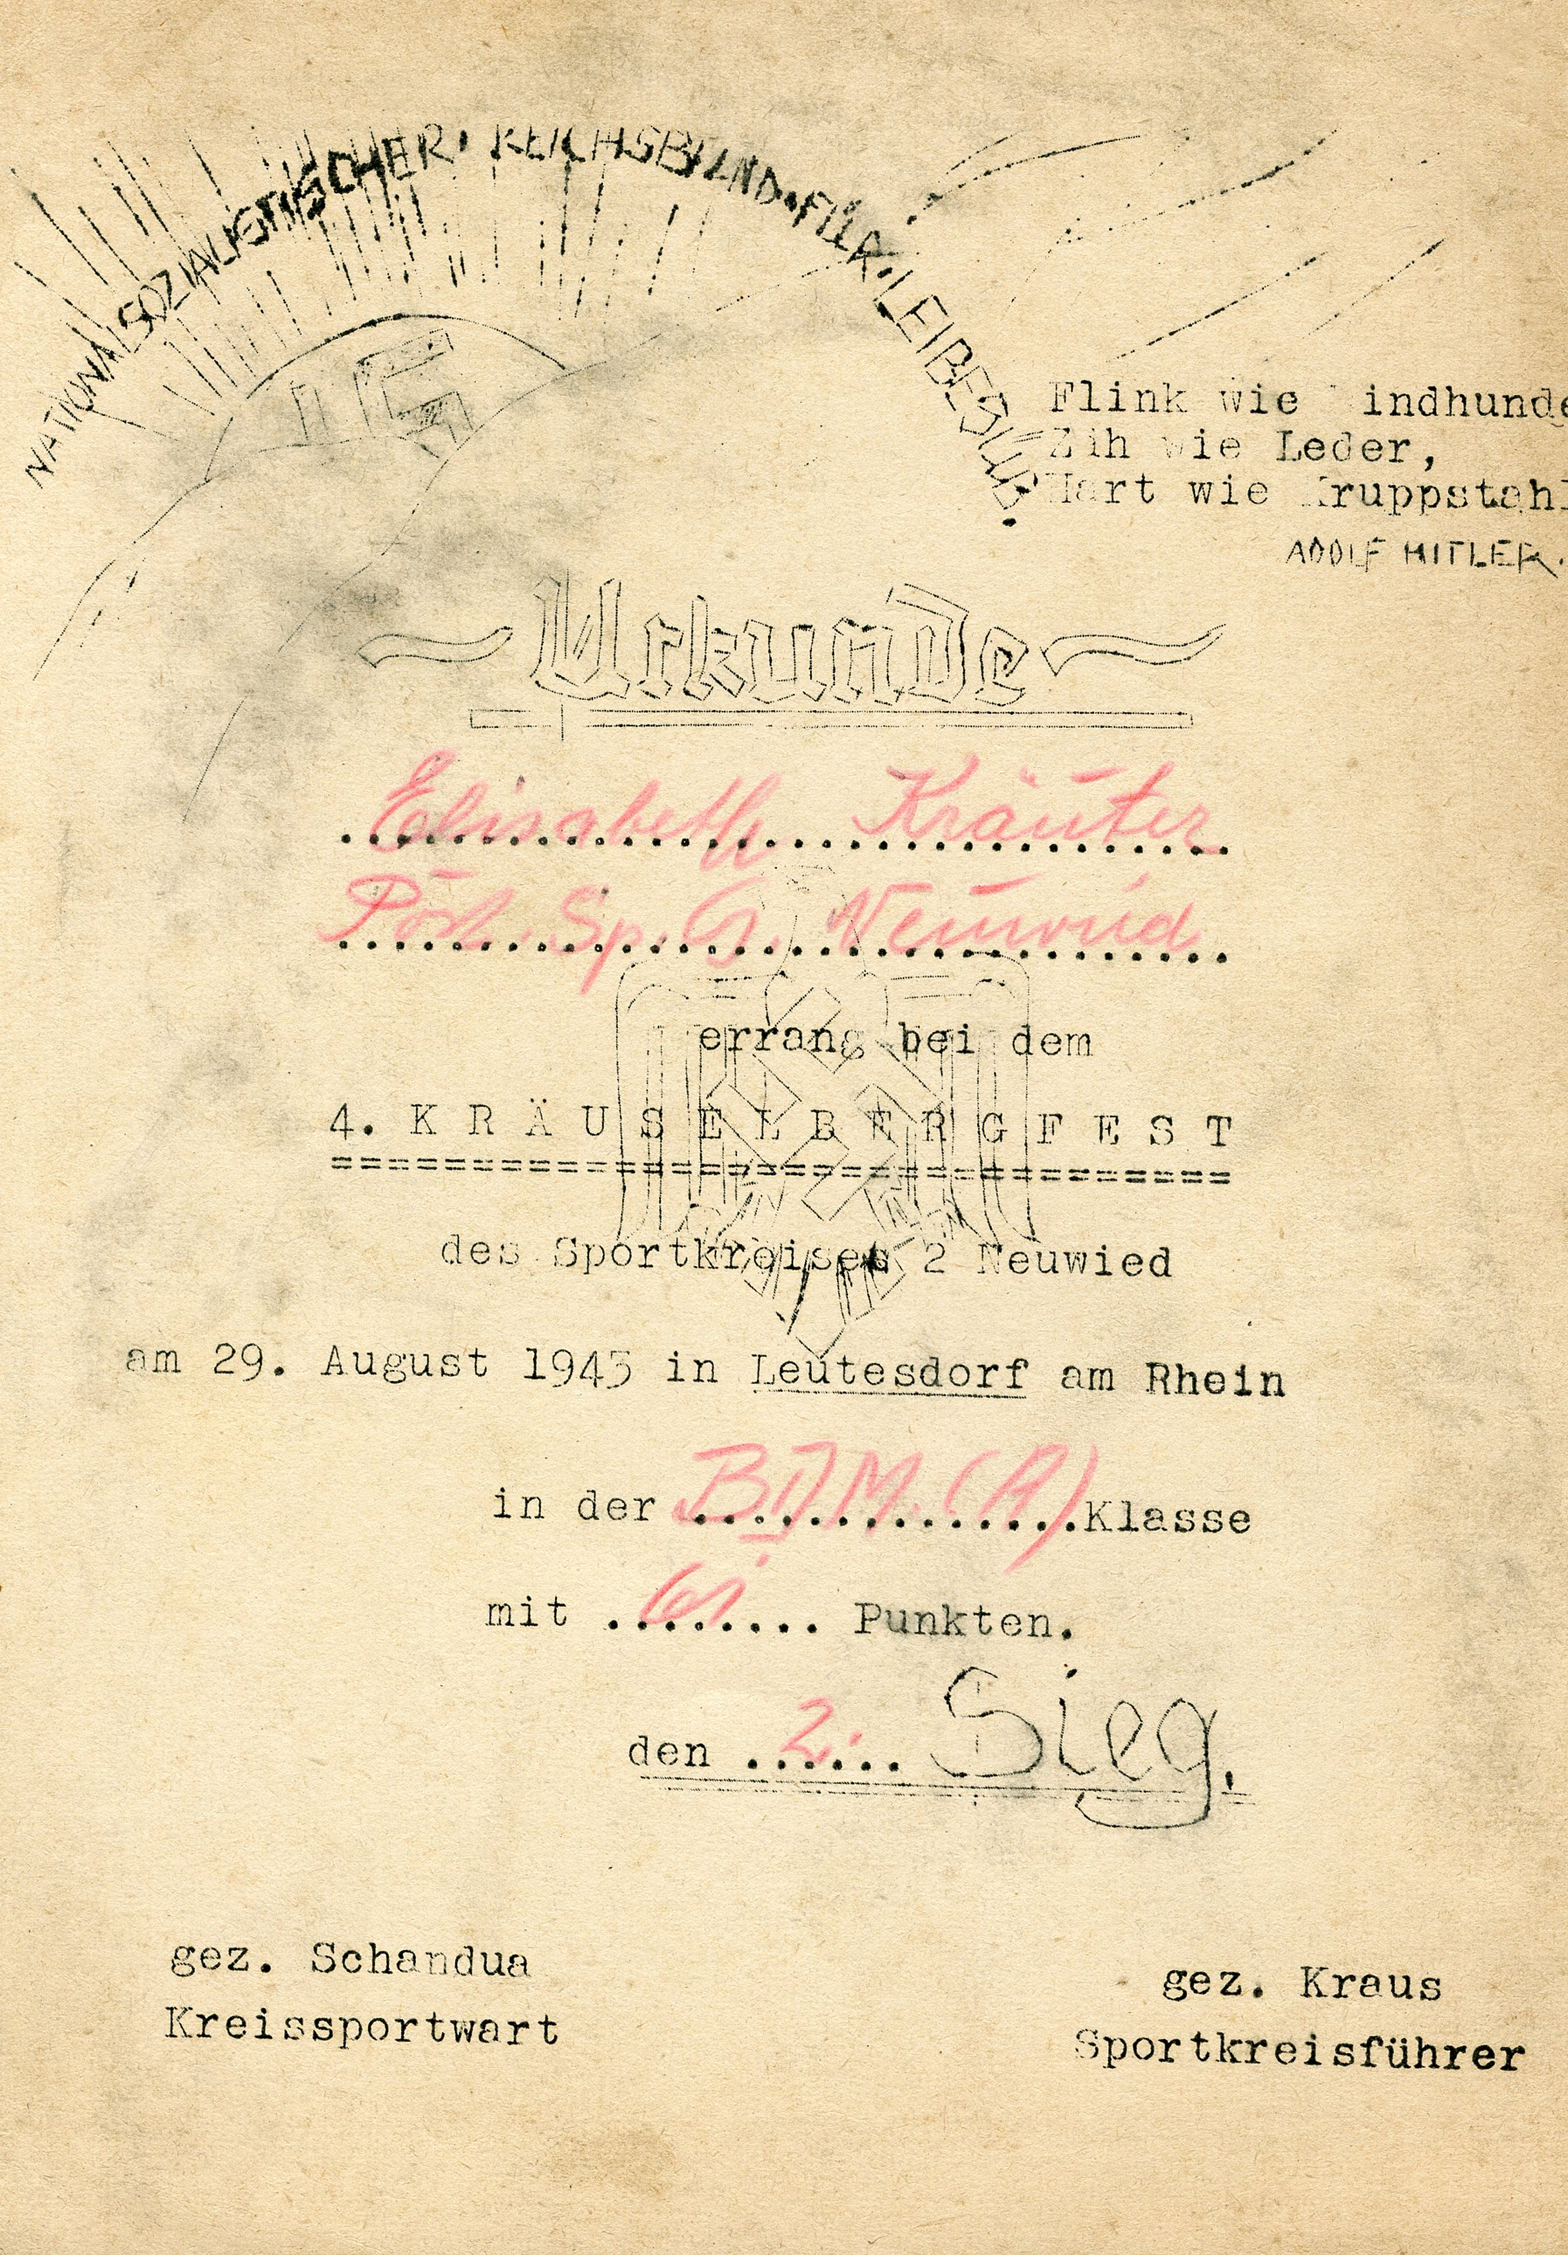 NATIONALSOZIALISTISCHER·REICHSBUND·FÜR·LEIBESÜB.
Flink wie indhunde
Zäh wie Leder,
Hart wie Kruppstahl
ADOLF HITLER.
Urkunde
Elisabeth Kräuter
Post. Sp. G. Neuwied
errang bei dem
4. KRÄUSELBERGFEST
des Sportkreises 2 Neuwied
am 29. August 1943 in Leutesdorf am Rhein
in der BDM. (A) Klasse
mit 61 Punkten.
den 2. Sieg.
gez. Schandua
Kreissportwart
gez. Kraus
Sportkreisführer